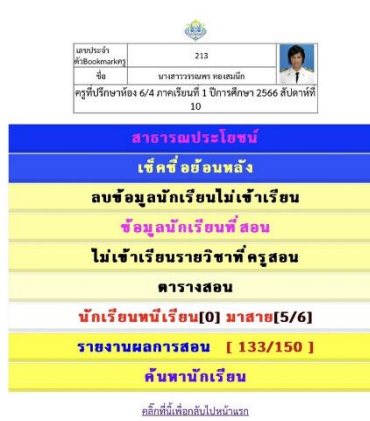 เลขประจำ
ตัวBookmarkครู
213
ชื่อ
นางสาววรรณพร ทองสมนึก
ครูที่ปรึกษาห้อง 6/4 ภาคเรียนที่ 1 ปีการศึกษา 2566 สัปดาห์ที่
10
สาธารณประโยชน์
เช็คชื่อย้อนหลัง
ลบข้อมูลนักเรียนไม่เข้าเรียน
ข้อมูลนักเรียนที่สอน
ไม่เข้าเรียนรายวิชาที่ครูสอน
ตารางสอน
นักเรียนหนีเรียน[0] มาสาย[5/6]
รายงานผลการสอน [ 133/150 ]
ค้นหานักเรียน
คลิ๊กที่นี้เพื่อกลับไปหน้าแรก